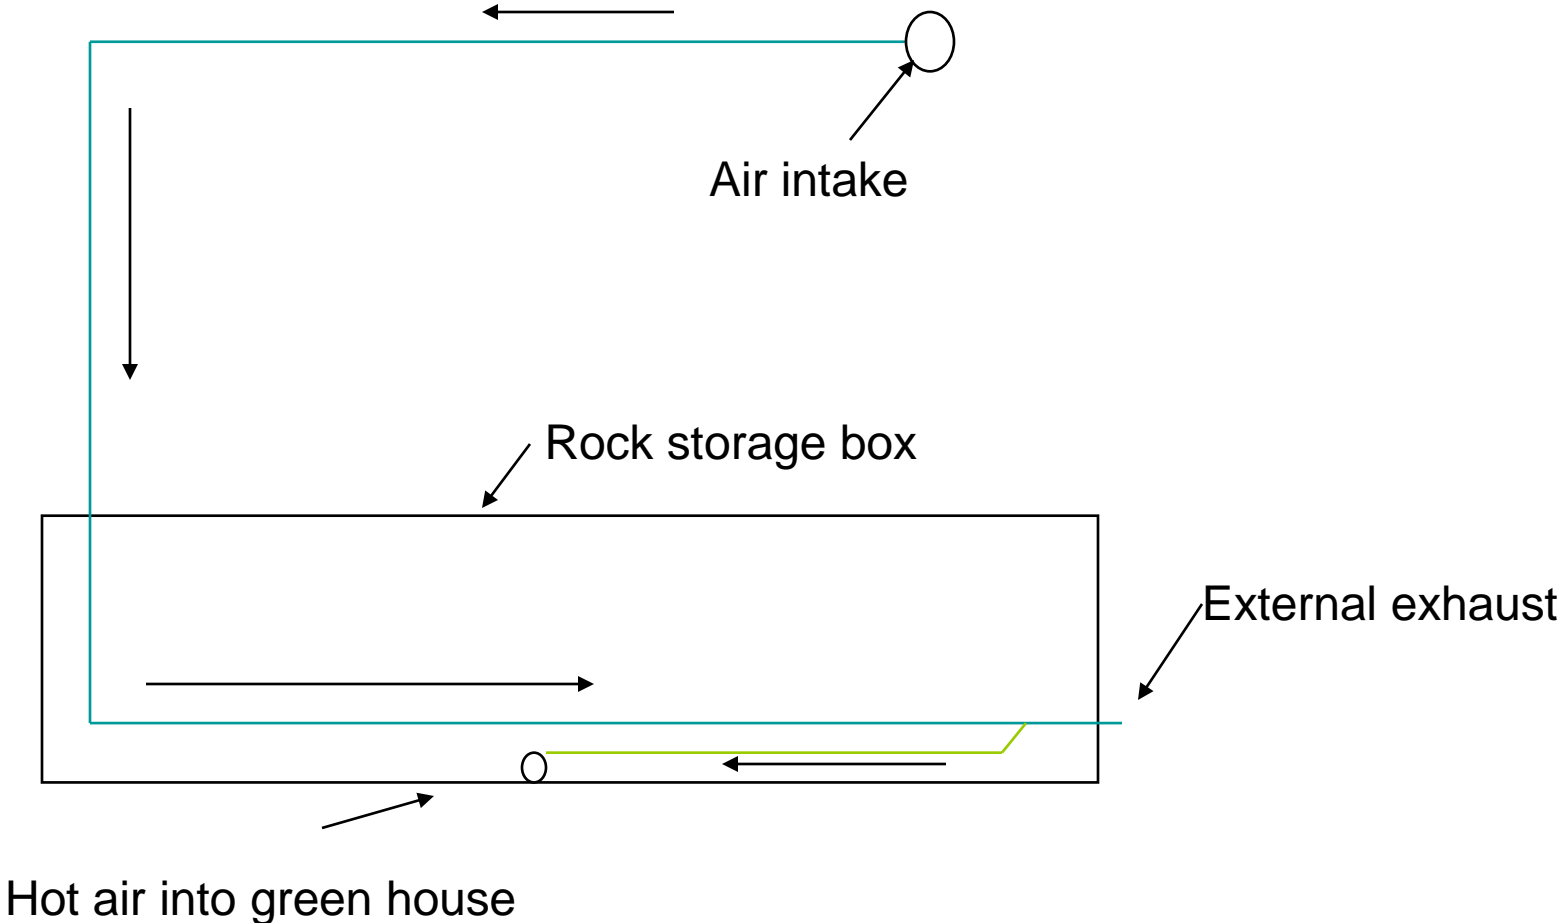 Air intake
Rock storage box
External exhaust
Hot air into green house